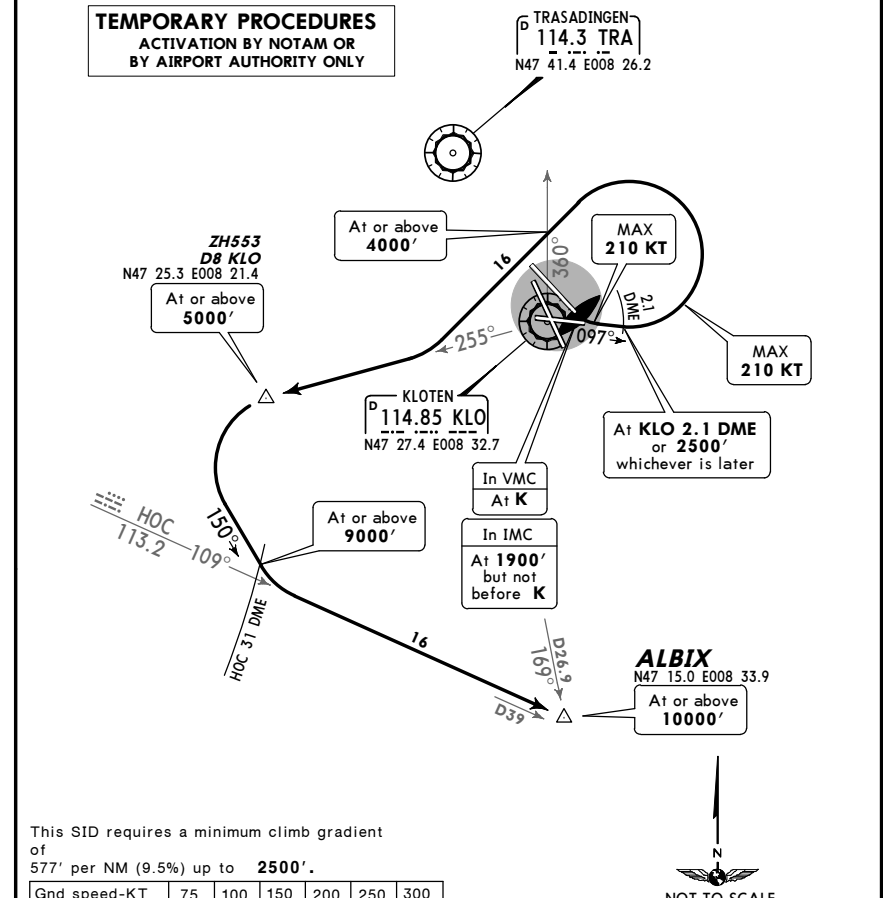 TEMPORARY PROCEDURES
ACTIVATION BY NOTAM OR
BY AIRPORT AUTHORITY ONLY
TRASADINGEN
D
114.3 TRA
N47 41.4 E008 26.2
At or above
4000'
360°
MAX
210 KT
ZH553
D8 KLO
N47 25.3 E008 21.4
At or above
5000'
16
2.1
DME
255°
097°
MAX
210 KT
KLOTEN
D
114.85 KLO
N47 27.4 E008 32.7
At KLO 2.1 DME
or 2500'
whichever is later
In VMC
At K
In IMC
At 1900'
but not
before K
HOC
113.2
109°
150°
At or above
9000'
HOC 31 DME
16
D26.9
169°
D39
ALBIX
N47 15.0 E008 33.9
At or above
10000'
N
NOT TO SCALE
This SID requires a minimum climb gradient
of
577' per NM (9.5%) up to 2500'.
Gnd speed-KT 75 100 150 200 250 300